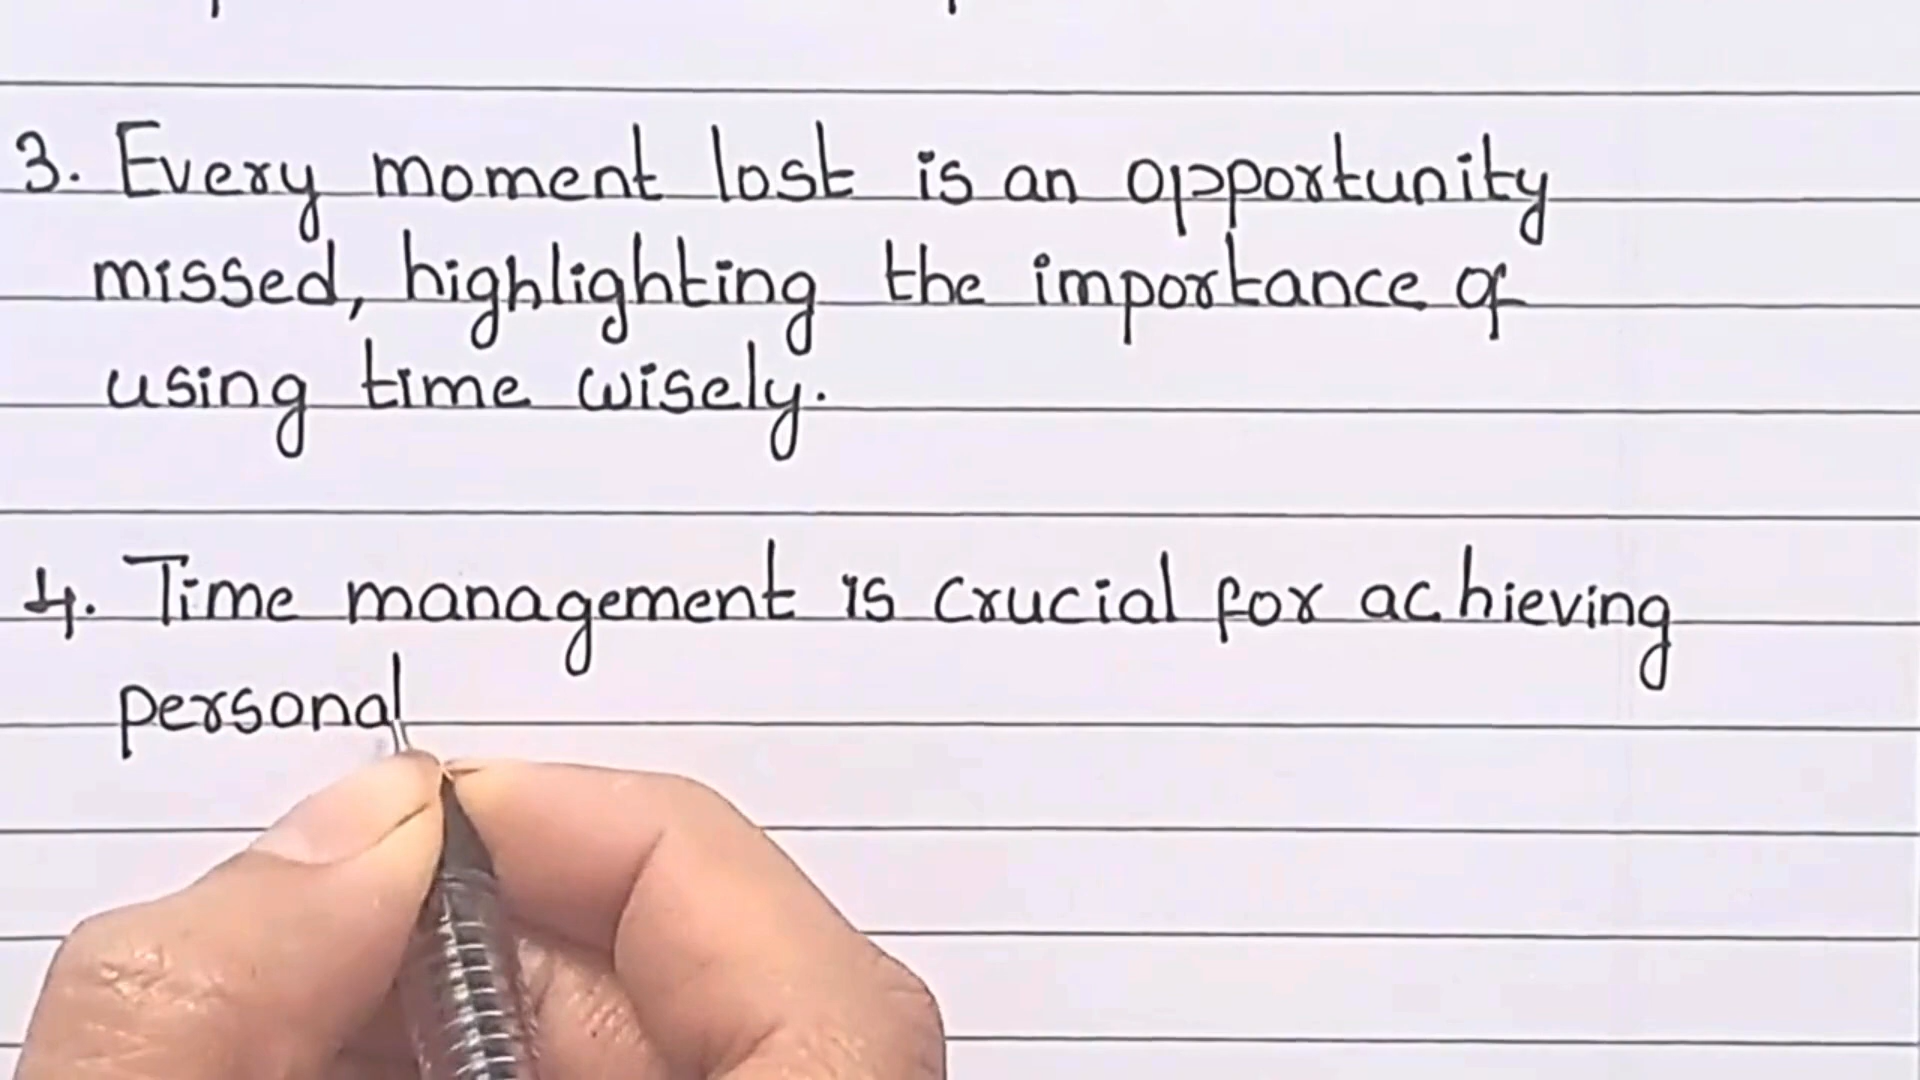 3. Every moment lost is an opportunity
missed, highlighting the importance of
using time wisely.
4. Time management is crucial for achieving
personal